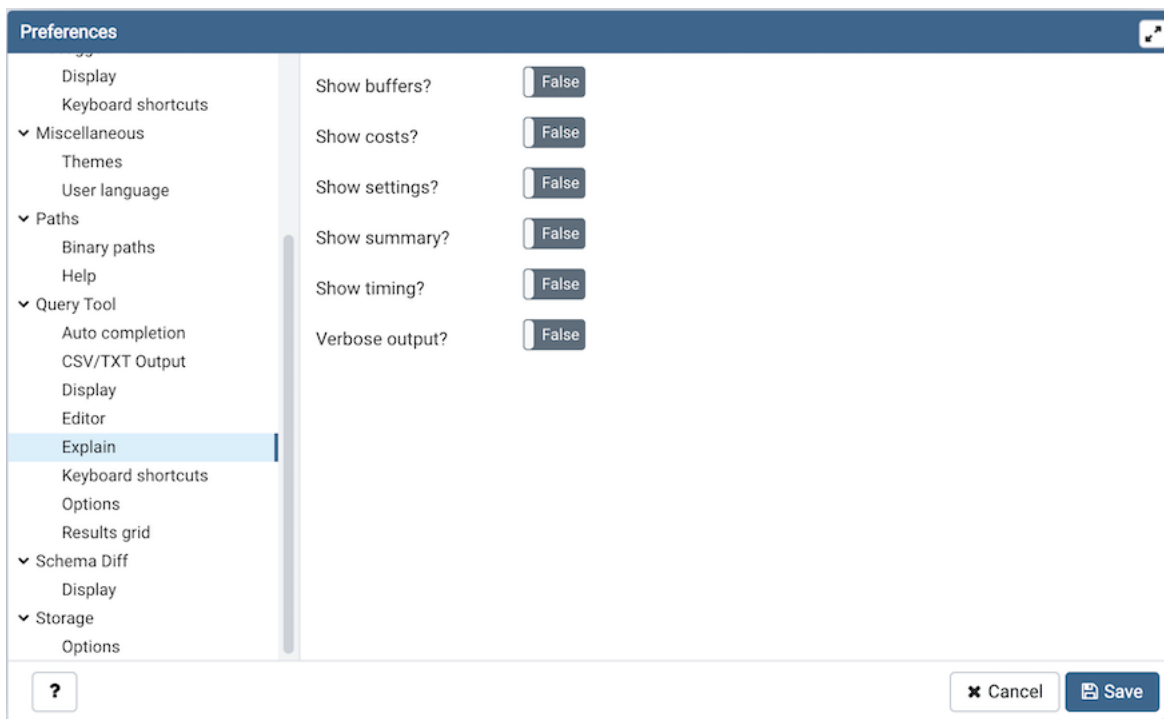 Preferences
Display
Keyboard shortcuts
Miscellaneous
Themes
User language
Paths
Binary paths
Help
Query Tool
Auto completion
CSV/TXT Output
Display
Editor
Explain
Keyboard shortcuts
Options
Results grid
Schema Diff
Display
Storage
Options
Show buffers? False
Show costs? False
Show settings? False
Show summary? False
Show timing? False
Verbose output? False
?
Cancel
Save